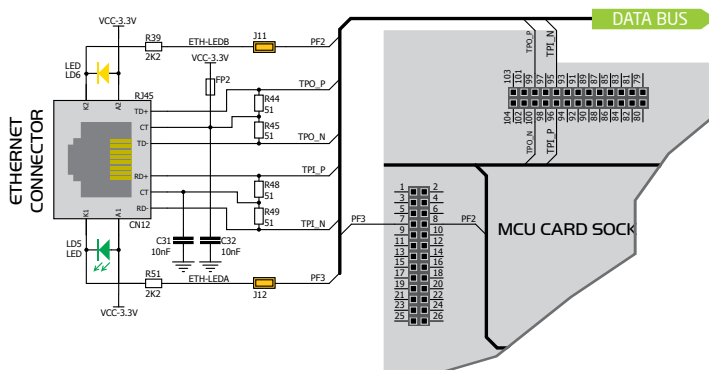 VCC-3.3V
R39
2K2
ETH-LEDB
J11
PF2
DATA BUS
LED
LD6
VCC-3.3V
FP2
TPO_P
TPO_P
TPI_N
K2
A2
RJ45
TD+
CT
TD-
RD+
CT
RD-
K1
A1
CN12
ETHERNET
CONNECTOR
R44
51
R45
51
TPO_N
TPI_P
R48
51
R49
51
TPI_N
C31
10nF
C32
10nF
LD5
LED
R51
2K2
ETH-LEDA
J12
PF3
VCC-3.3V
103 101 99 97 95 93 91 89 87 85 83 81 79
104 102 100 98 96 94 92 90 88 86 84 82 80
TPO_N
TPI_P
PF3
PF2
MCU CARD SOCK
1 2
3 4
5 6
7 8
9 10
11 12
13 14
15 16
17 18
19 20
21 22
23 24
25 26